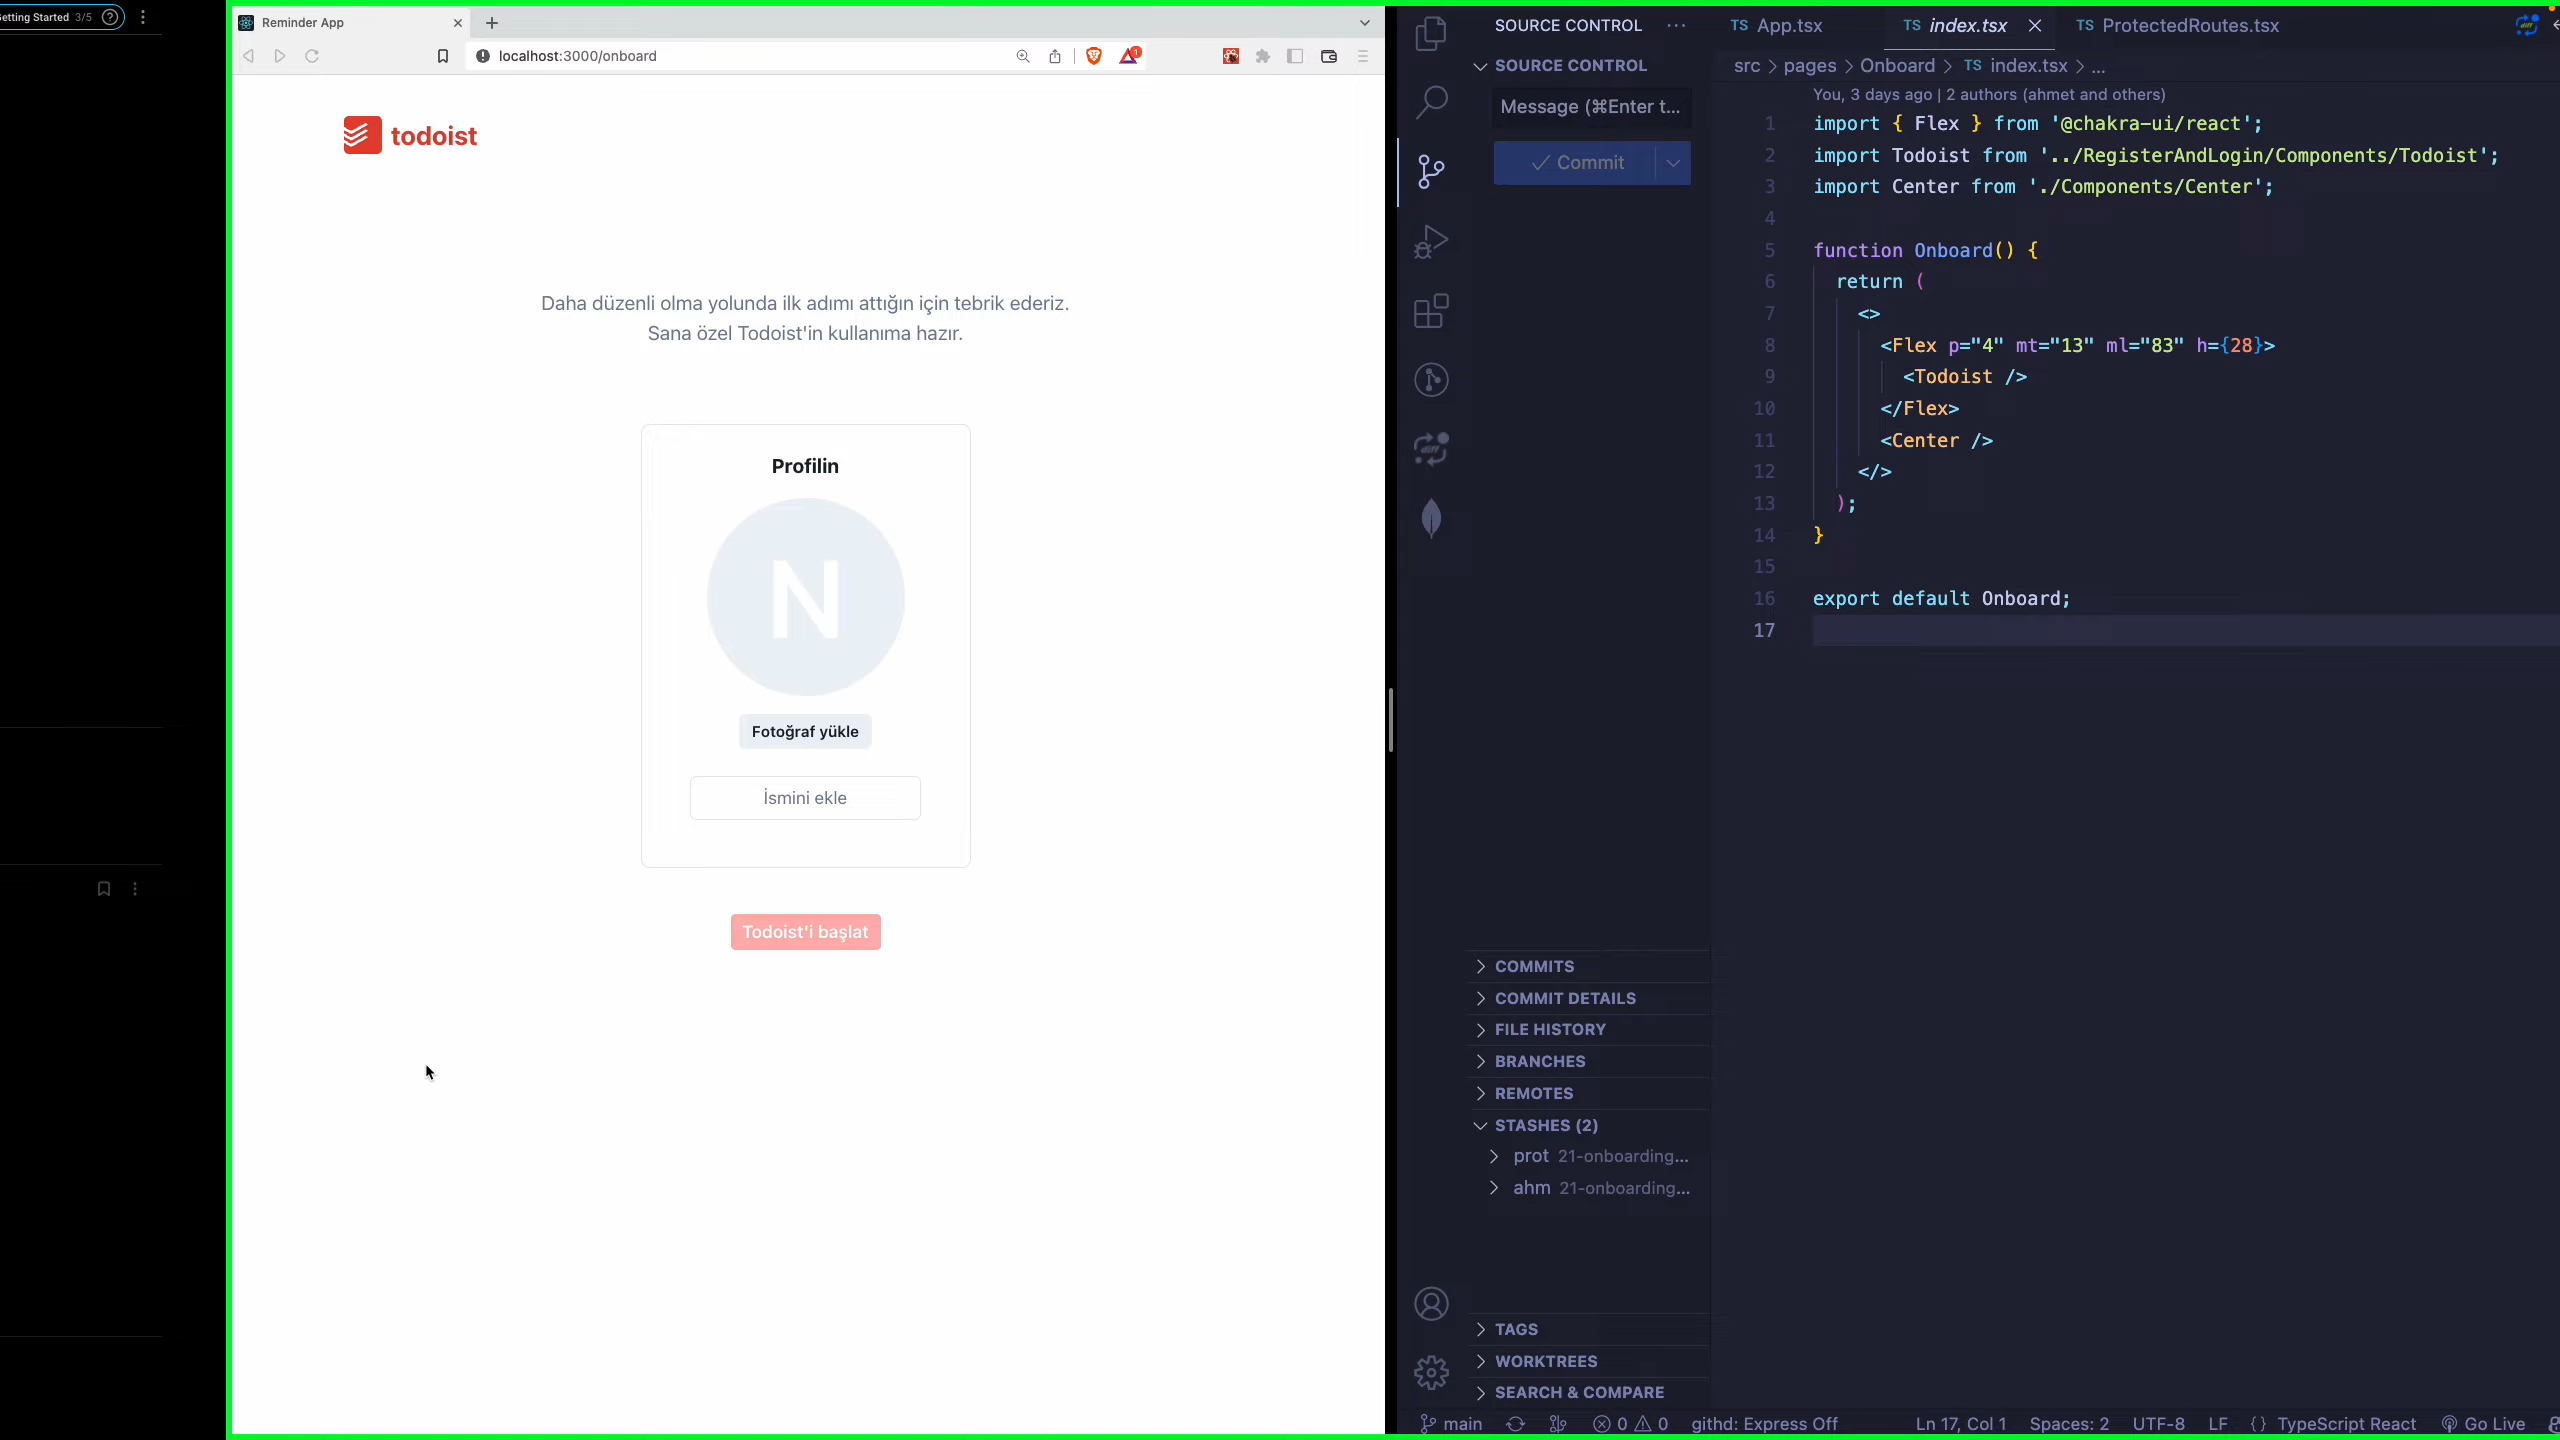 etting Started 3/5
Reminder App
localhost:3000/onboard
1
todoist
Daha düzenli olma yolunda ilk adımı attığın için tebrik ederiz.
Sana özel Todoist'in kullanıma hazır.
Profilin
N
Fotoğraf yükle
İsmini ekle
Todoist'i başlat
SOURCE CONTROL ...
SOURCE CONTROL
Message (⌘Enter t...
Commit
COMMITS
COMMIT DETAILS
FILE HISTORY
BRANCHES
REMOTES
STASHES (2)
prot 21-onboarding...
ahm 21-onboarding...
TAGS
WORKTREES
SEARCH & COMPARE
TS App.tsx TS index.tsx TS ProtectedRoutes.tsx
src > pages > Onboard > TS index.tsx > ...
You, 3 days ago | 2 authors (ahmet and others)
1 import { Flex } from '@chakra-ui/react';
2 import Todoist from '../RegisterAndLogin/Components/Todoist';
3 import Center from './Components/Center';
4
5 function Onboard() {
6 return (
7 <>
8 <Flex p="4" mt="13" ml="83" h={28}>
9 <Todoist />
10 </Flex>
11 <Center />
12 </>
13 );
14 }
15
16 export default Onboard;
17
main 0 0 githd: Express Off Ln 17, Col 1 Spaces: 2 UTF-8 LF {} TypeScript React Go Live